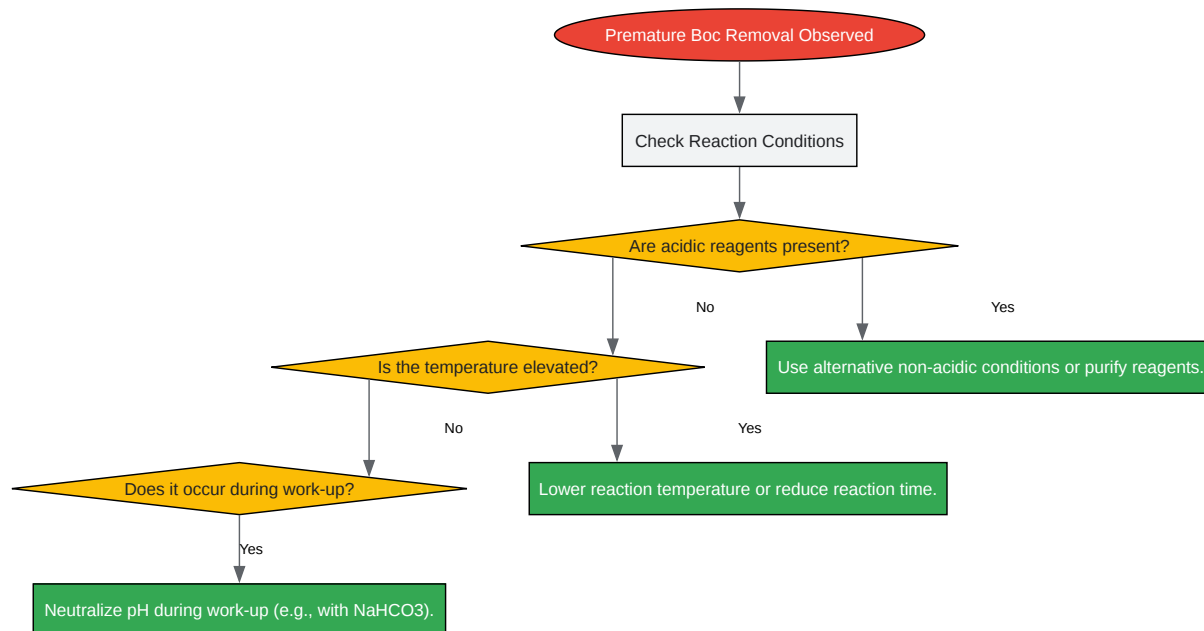 Premature Boc Removal Observed
Check Reaction Conditions
Are acidic reagents present?
No
Yes
Is the temperature elevated?
Use alternative non-acidic conditions or purify reagents.
No
Yes
Does it occur during work-up?
Lower reaction temperature or reduce reaction time.
Yes
Neutralize pH during work-up (e.g., with NaHCO3).